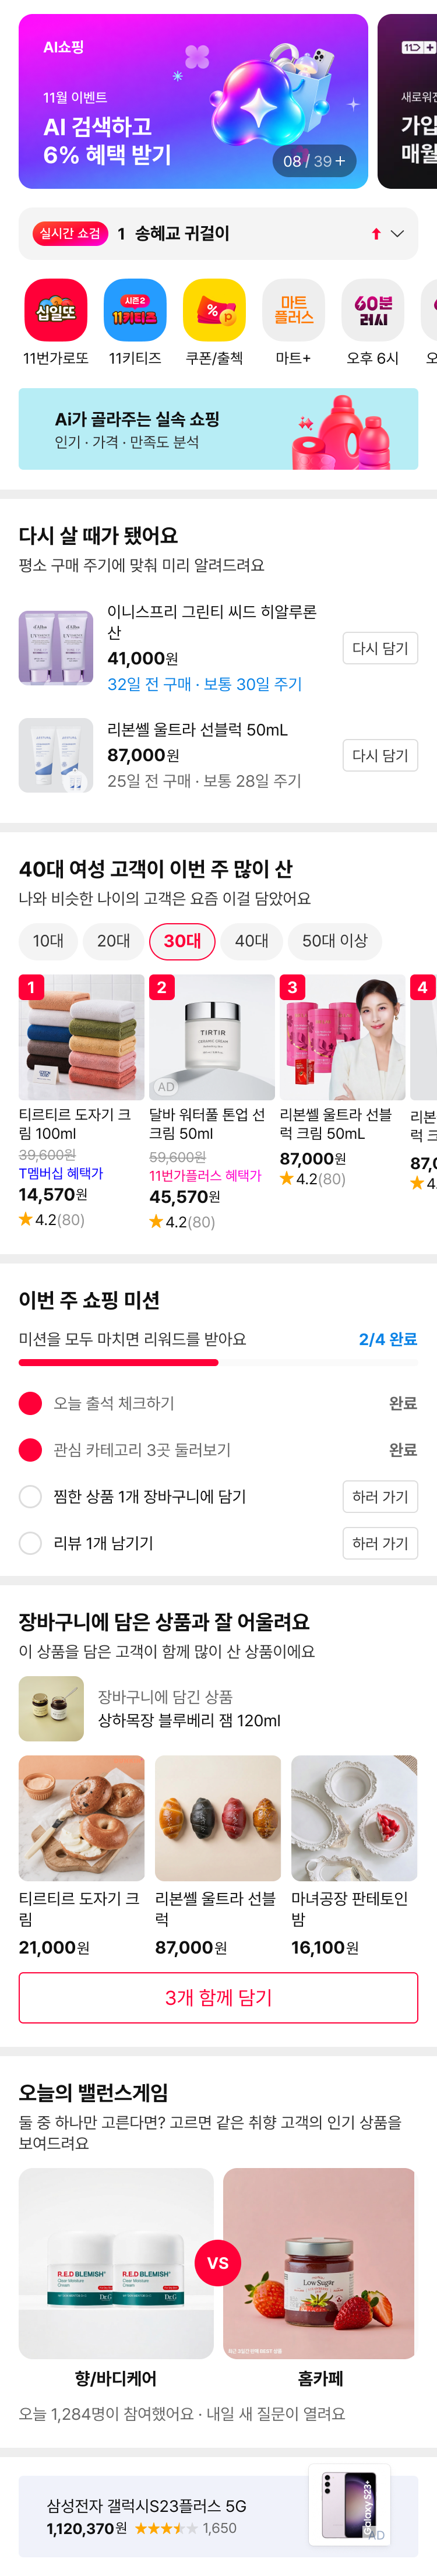 AI쇼핑
11월 이벤트
AI 검색하고
6% 혜택 받기
08 / 39 +
새로워진
가입
매월
실시간 쇼검 1 송혜교 귀걸이
십일또
시즌2
11키티즈
%
p
마트
플러스
60분
러시
11번가로또 11키티즈 쿠폰/출첵 마트+ 오후 6시 오
Ai가 골라주는 실속 쇼핑
인기 · 가격 · 만족도 분석
다시 살 때가 됐어요
평소 구매 주기에 맞춰 미리 알려드려요
이니스프리 그린티 씨드 히알루론
산
41,000원
32일 전 구매 · 보통 30일 주기
다시 담기
리본쎌 울트라 선블럭 50mL
87,000원
25일 전 구매 · 보통 28일 주기
다시 담기
40대 여성 고객이 이번 주 많이 산
나와 비슷한 나이의 고객은 요즘 이걸 담았어요
10대 20대 30대 40대 50대 이상
1
티르티르 도자기 크
림 100ml
39,600원
T멤버십 혜택가
14,570원
4.2(80)
2
TIRTIR
CERAMIC CREAM
AD
달바 워터풀 톤업 선
크림 50ml
59,600원
11번가플러스 혜택가
45,570원
4.2(80)
3
리본쎌 울트라 선블
럭 크림 50mL
87,000원
4.2(80)
4
리본
럭 크
87,0
4.
이번 주 쇼핑 미션
미션을 모두 마치면 리워드를 받아요 2/4 완료
오늘 출석 체크하기 완료
관심 카테고리 3곳 둘러보기 완료
찜한 상품 1개 장바구니에 담기 하러 가기
리뷰 1개 남기기 하러 가기
장바구니에 담은 상품과 잘 어울려요
이 상품을 담은 고객이 함께 많이 산 상품이에요
장바구니에 담긴 상품
상하목장 블루베리 잼 120ml
티르티르 도자기 크
림
21,000원
리본쎌 울트라 선블
럭
87,000원
마녀공장 판테토인
밤
16,100원
3개 함께 담기
오늘의 밸런스게임
둘 중 하나만 고른다면? 고르면 같은 취향 고객의 인기 상품을
보여드려요
R.E.D BLEMISH
Clear Moisture
Cream
Dr.G
R.E.D BLEMISH
Clear Moisture
Cream
Dr.G
VS
Low Sugar
향/바디케어 홈카페
오늘 1,284명이 참여했어요 · 내일 새 질문이 열려요
삼성전자 갤럭시S23플러스 5G
1,120,370원 1,650
Galaxy S23+
AD